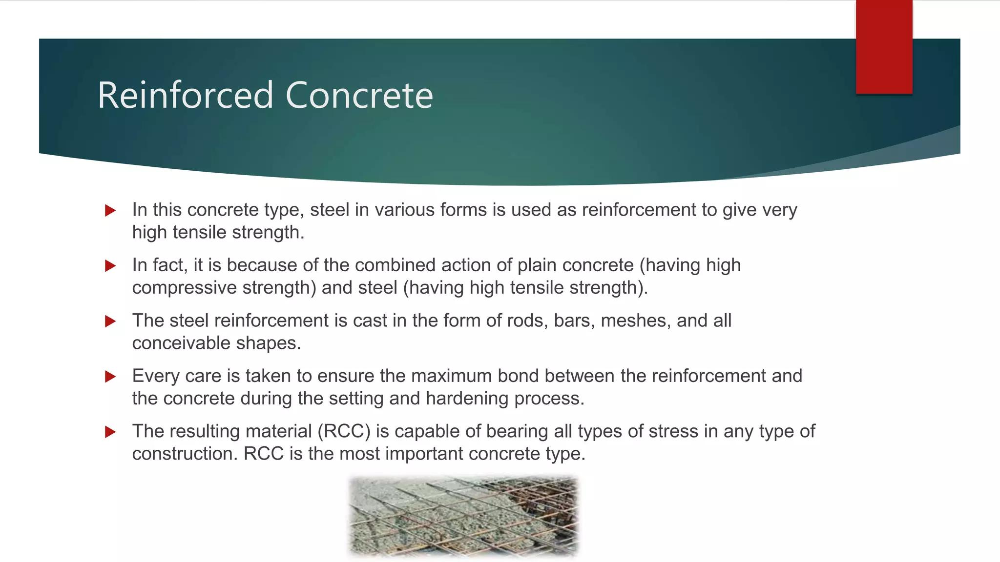 Reinforced Concrete
In this concrete type, steel in various forms is used as reinforcement to give very
high tensile strength.
In fact, it is because of the combined action of plain concrete (having high
compressive strength) and steel (having high tensile strength).
The steel reinforcement is cast in the form of rods, bars, meshes, and all
conceivable shapes.
Every care is taken to ensure the maximum bond between the reinforcement and
the concrete during the setting and hardening process.
The resulting material (RCC) is capable of bearing all types of stress in any type of
construction. RCC is the most important concrete type.